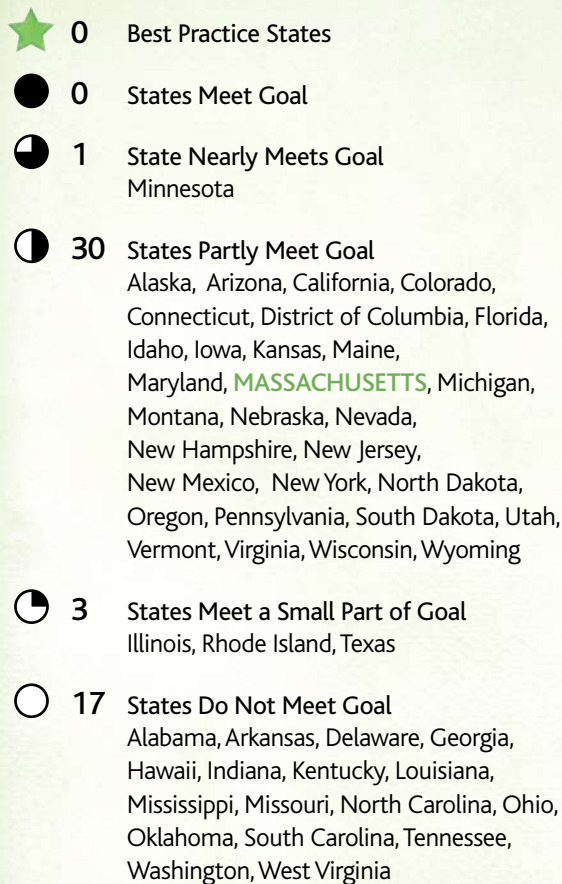 0 Best Practice States
0 States Meet Goal
1 State Nearly Meets Goal
Minnesota
30 States Partly Meet Goal
Alaska, Arizona, California, Colorado,
Connecticut, District of Columbia, Florida,
Idaho, Iowa, Kansas, Maine,
Maryland, MASSACHUSETTS, Michigan,
Montana, Nebraska, Nevada,
New Hampshire, New Jersey,
New Mexico, New York, North Dakota,
Oregon, Pennsylvania, South Dakota, Utah,
Vermont, Virginia, Wisconsin, Wyoming
3 States Meet a Small Part of Goal
Illinois, Rhode Island, Texas
17 States Do Not Meet Goal
Alabama, Arkansas, Delaware, Georgia,
Hawaii, Indiana, Kentucky, Louisiana,
Mississippi, Missouri, North Carolina, Ohio,
Oklahoma, South Carolina, Tennessee,
Washington, West Virginia